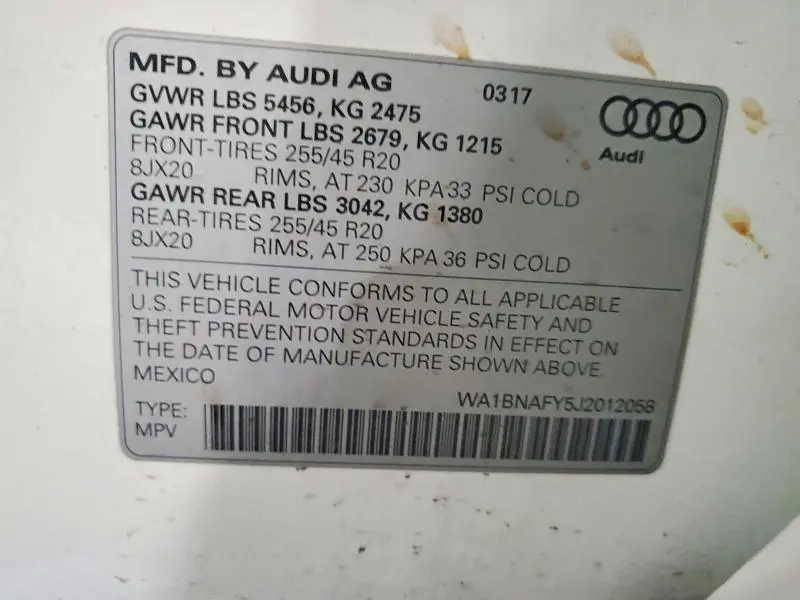 MFD. BY AUDI AG 0317
GVWR LBS 5456, KG 2475
GAWR FRONT LBS 2679, KG 1215
FRONT-TIRES 255/45 R20
8JX20 RIMS, AT 230 KPA 33 PSI COLD
GAWR REAR LBS 3042, KG 1380
REAR-TIRES 255/45 R20
8JX20 RIMS, AT 250 KPA 36 PSI COLD
Audi
THIS VEHICLE CONFORMS TO ALL APPLICABLE
U.S. FEDERAL MOTOR VEHICLE SAFETY AND
THEFT PREVENTION STANDARDS IN EFFECT ON
THE DATE OF MANUFACTURE SHOWN ABOVE.
MEXICO
WA1BNAFY5J2012058
TYPE:
MPV